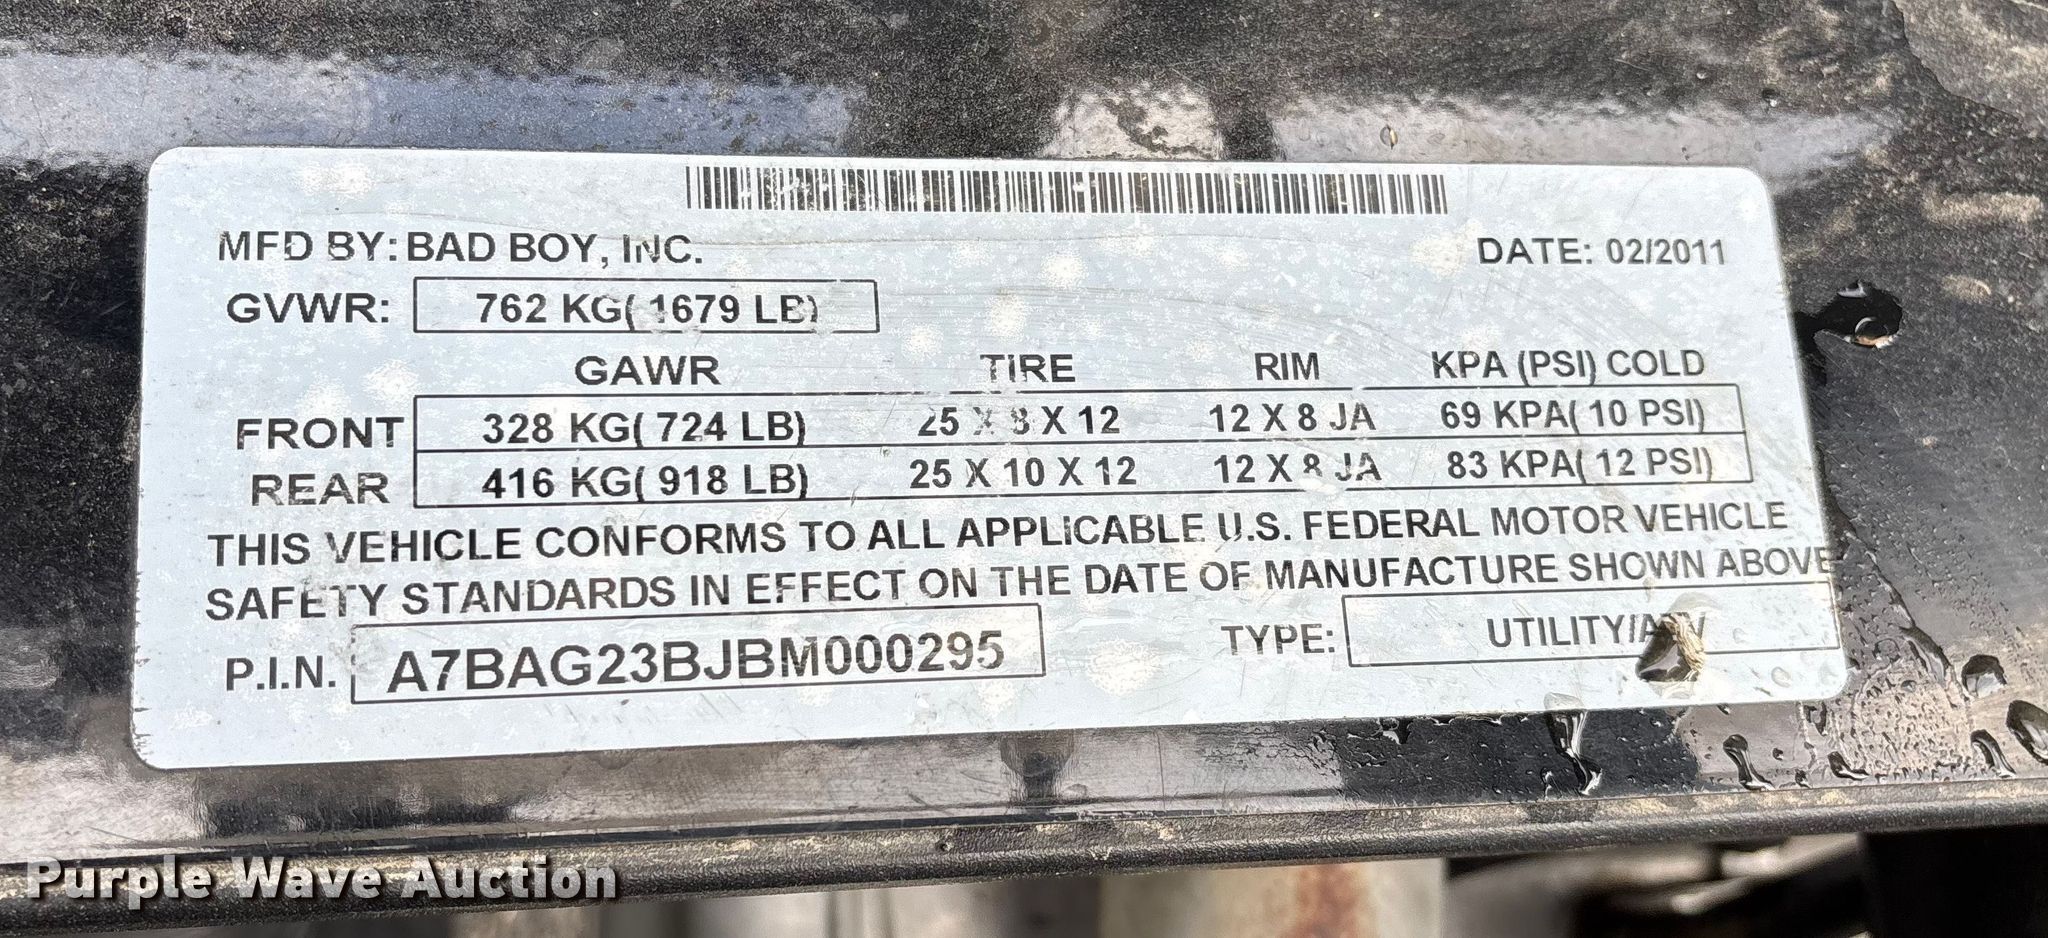 MFD BY: BAD BOY, INC. DATE: 02/2011
GVWR: 762 KG( 1679 LB)
GAWR TIRE RIM KPA (PSI) COLD
FRONT 328 KG( 724 LB) 25 X 8 X 12 12 X 8 JA 69 KPA( 10 PSI)
REAR 416 KG( 918 LB) 25 X 10 X 12 12 X 8 JA 83 KPA( 12 PSI)
THIS VEHICLE CONFORMS TO ALL APPLICABLE U.S. FEDERAL MOTOR VEHICLE
SAFETY STANDARDS IN EFFECT ON THE DATE OF MANUFACTURE SHOWN ABOVE
P.I.N. A7BAG23BJBM000295 TYPE: UTILITY/ATV
Purple Wave Auction